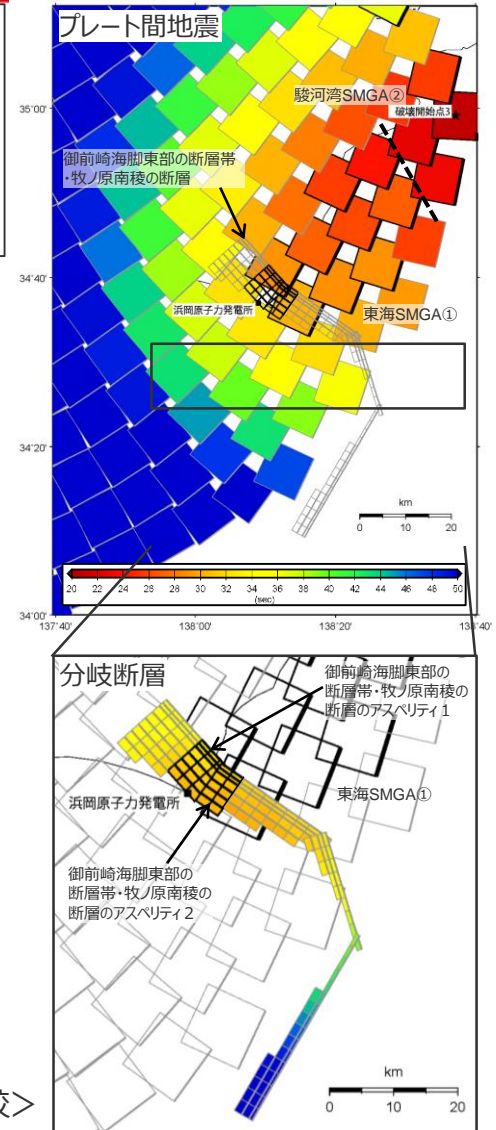 プレート間地震
35°00'
駿河湾SMGA②
破壊開始点3
御前崎海脚東部の断層帯
・牧ノ原南稜の断層
34°40'
浜岡原子力発電所
東海SMGA①
34°20'
km
0 10 20
20 22 24 26 28 30 32 34 36 38 40 42 44 46 48 50
(sec)
34°00'
137°40' 138°00' 138°20' 138°40'
分岐断層
御前崎海脚東部の
断層帯・牧ノ原南稜の
断層のアスペリティ1
浜岡原子力発電所
東海SMGA①
御前崎海脚東部の
断層帯・牧ノ原南稜の
断層のアスペリティ2
km
0 10 20
較>